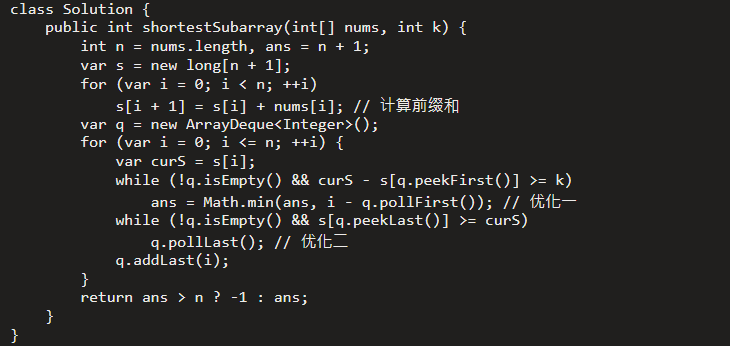 class Solution {
    public int shortestSubarray(int[] nums, int k) {
        int n = nums.length, ans = n + 1;
        var s = new long[n + 1];
        for (var i = 0; i < n; ++i)
            s[i + 1] = s[i] + nums[i]; // 计算前缀和
        var q = new ArrayDeque<Integer>();
        for (var i = 0; i <= n; ++i) {
            var curS = s[i];
            while (!q.isEmpty() && curS - s[q.peekFirst()] >= k)
                ans = Math.min(ans, i - q.pollFirst()); // 优化一
            while (!q.isEmpty() && s[q.peekLast()] >= curS)
                q.pollLast(); // 优化二
            q.addLast(i);
        }
        return ans > n ? -1 : ans;
    }
}